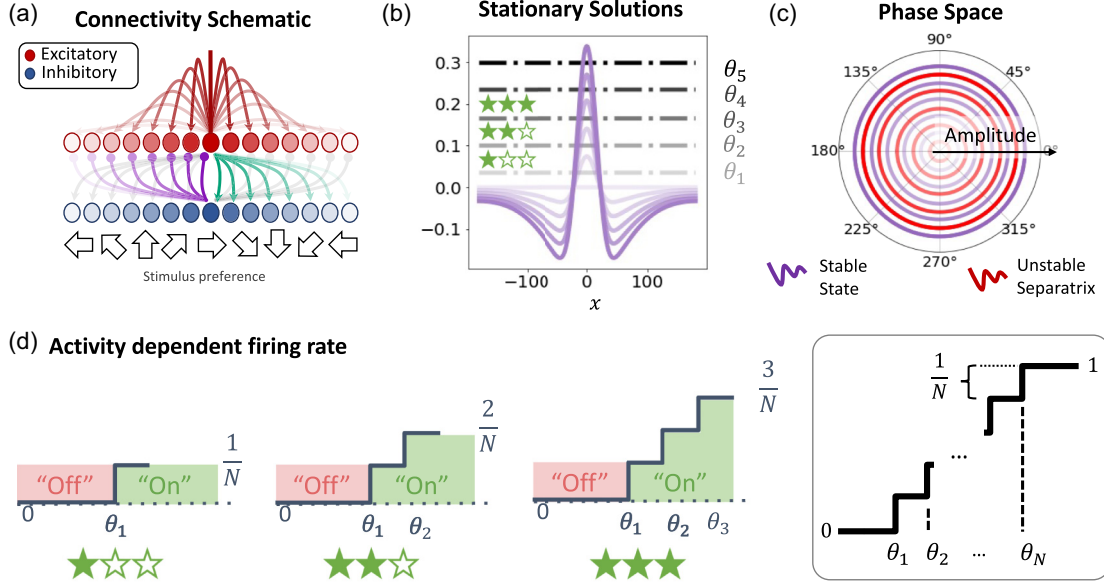 (a)
Connectivity Schematic
Excitatory
Inhibitory
Stimulus preference
(b)
Stationary Solutions
0.3
0.2
0.1
0.0
−0.1
−100
0
100
x
θ5
θ4
θ3
θ2
θ1
(c)
Phase Space
90°
45°
135°
Amplitude
180°
0°
225°
315°
270°
Stable
State
Unstable
Separatrix
(d)
Activity dependent firing rate
"Off"
"On"
1/N
0
θ1
"Off"
"On"
2/N
0
θ1
θ2
"Off"
"On"
3/N
0
θ1
θ2
θ3
1/N
1
...
0
θ1
θ2
...
θN